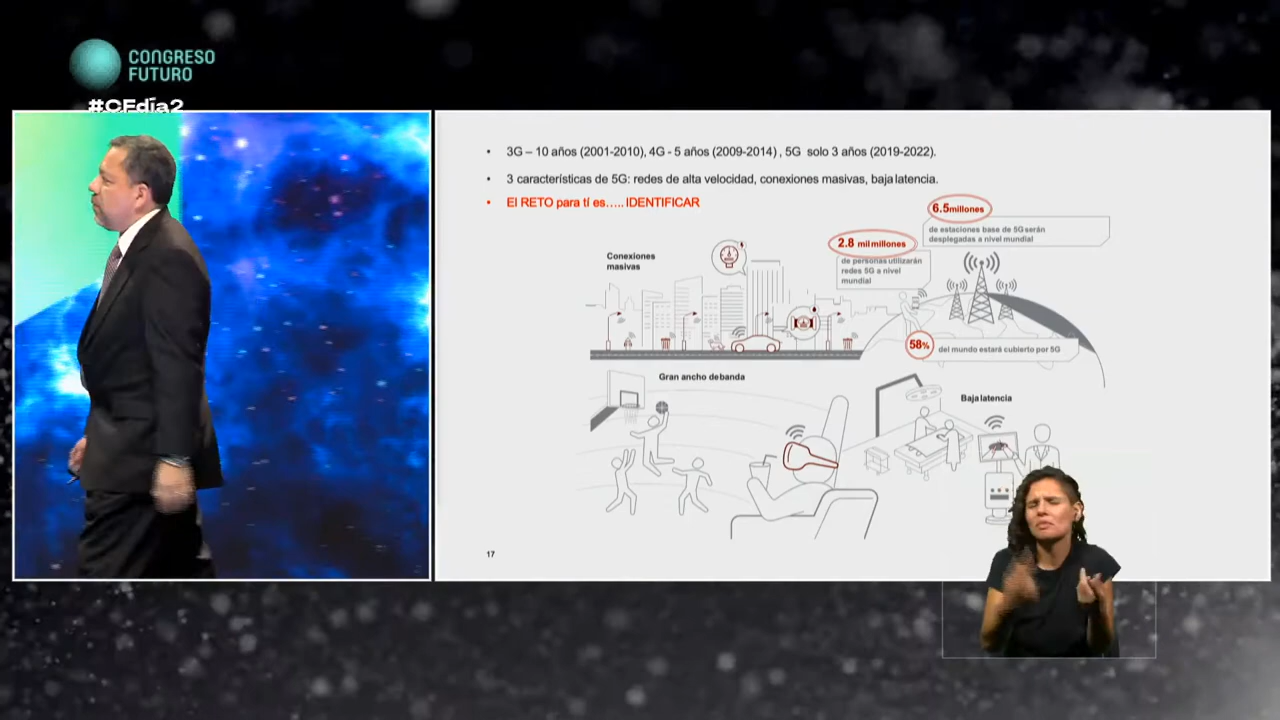 CONGRESO
FUTURO
#CFdía2
• 3G – 10 años (2001-2010), 4G - 5 años (2009-2014) , 5G solo 3 años (2019-2022).
• 3 características de 5G: redes de alta velocidad, conexiones masivas, baja latencia.
• El RETO para tí es….. IDENTIFICAR
6.5millones
de estaciones base de 5G serán
desplegadas a nivel mundial
2.8 mil millones
de personas utilizarán
redes 5G a nivel
mundial
Conexiones
masivas
58%
del mundo estará cubierto por 5G
Gran ancho de banda
Baja latencia
17